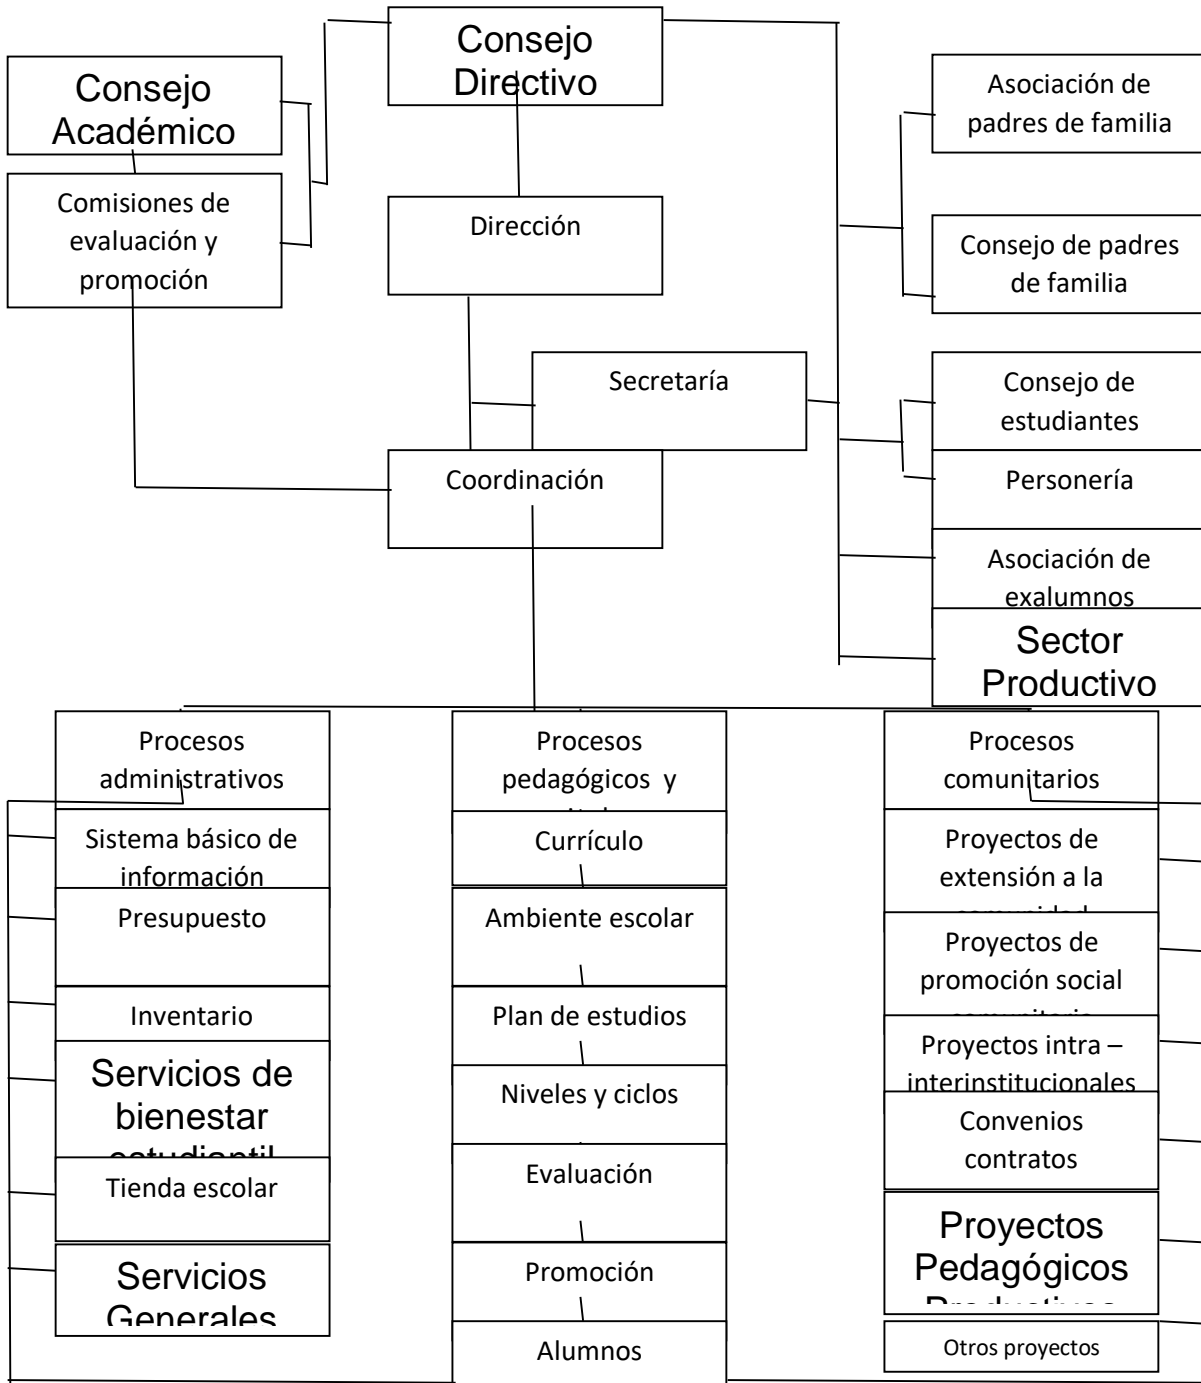 Consejo
Directivo
Consejo
Académico
Comisiones de
evaluación y
promoción
Dirección
Secretaría
Coordinación
Asociación de
padres de familia
Consejo de padres
de familia
Consejo de
estudiantes
Personería
Asociación de
exalumnos
Sector
Productivo
Procesos
administrativos
Sistema básico de
información
Presupuesto
Inventario
Servicios de
bienestar
estudiantil
Tienda escolar
Servicios
Generales
Procesos
pedagógicos y
Currículo
Ambiente escolar
Plan de estudios
Niveles y ciclos
Evaluación
Promoción
Alumnos
Procesos
comunitarios
Proyectos de
extensión a la
comunidad
Proyectos de
promoción social
comunitaria
Proyectos intra –
interinstitucionales
Convenios
contratos
Proyectos
Pedagógicos
Productivos
Otros proyectos